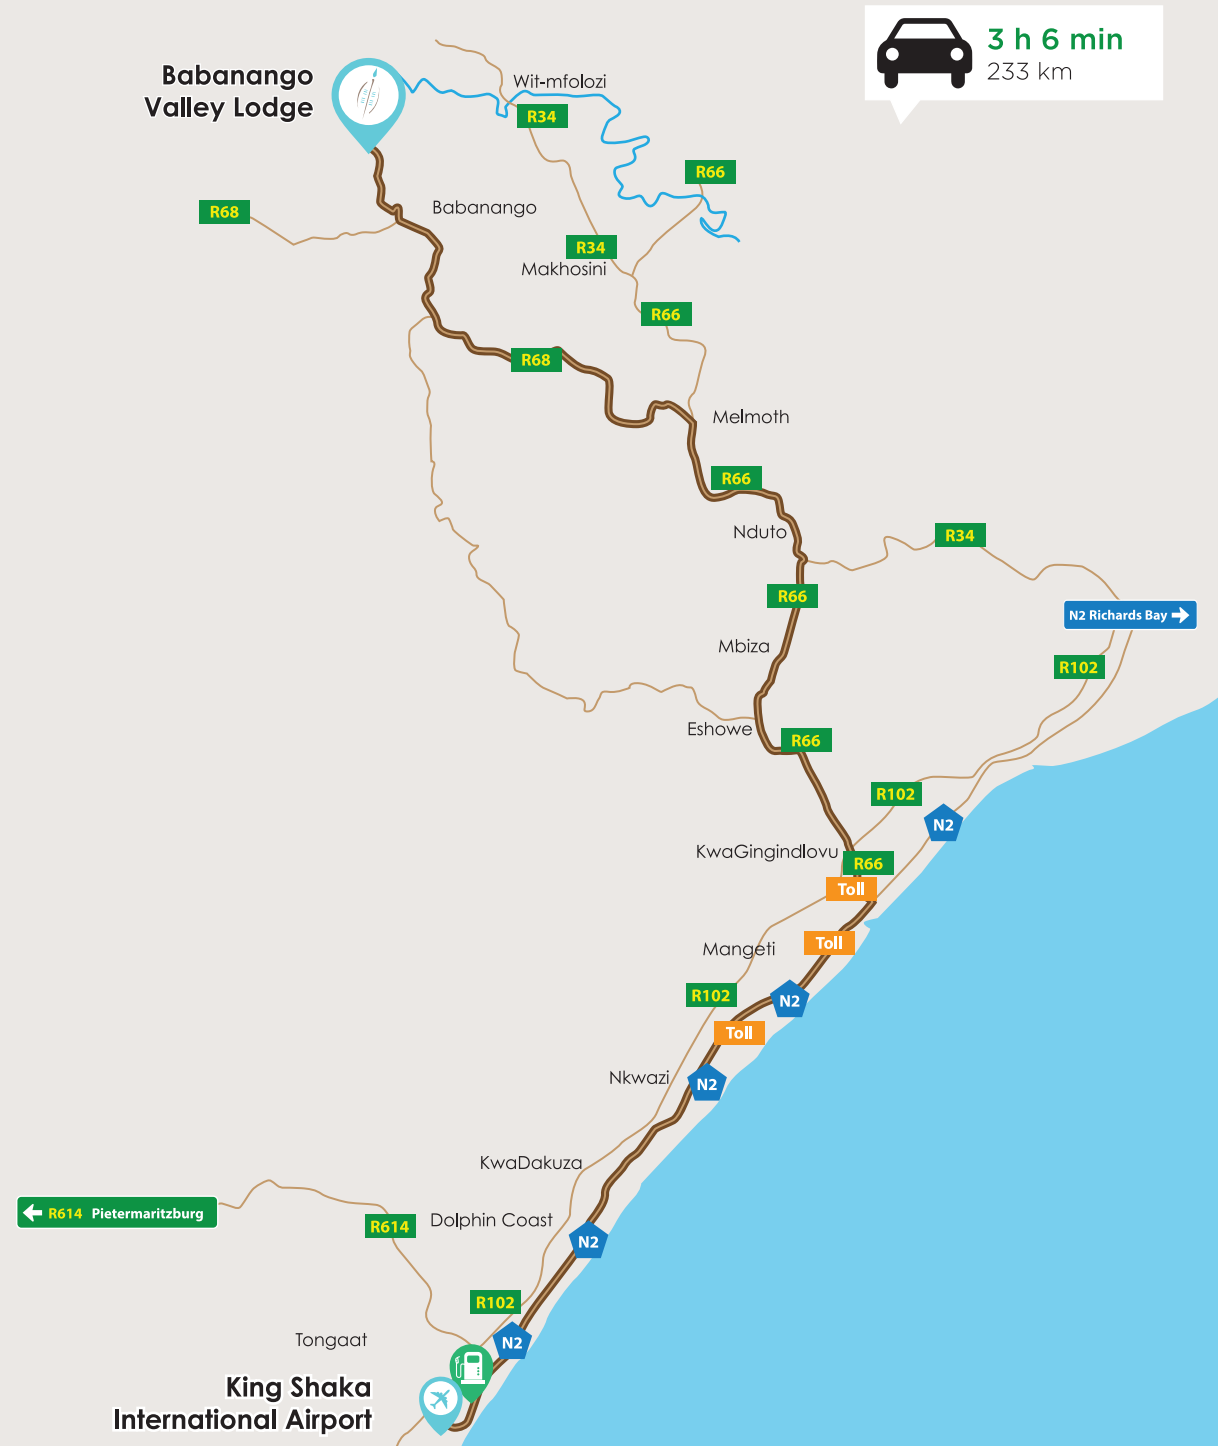 3 h 6 min
233 km
Babanango
Valley Lodge
Wit-mfolozi
R34
R66
R68
Babanango
R34
Makhosini
R66
R68
Melmoth
R66
Nduto
R34
R66
N2 Richards Bay
Mbiza
R102
Eshowe
R66
R102
N2
KwaGingindlovu
R66
Toll
Mangeti
Toll
R102
N2
Toll
Nkwazi
N2
KwaDakuza
R614 Pietermaritzburg
R614
Dolphin Coast
N2
R102
Tongaat
N2
King Shaka
International Airport